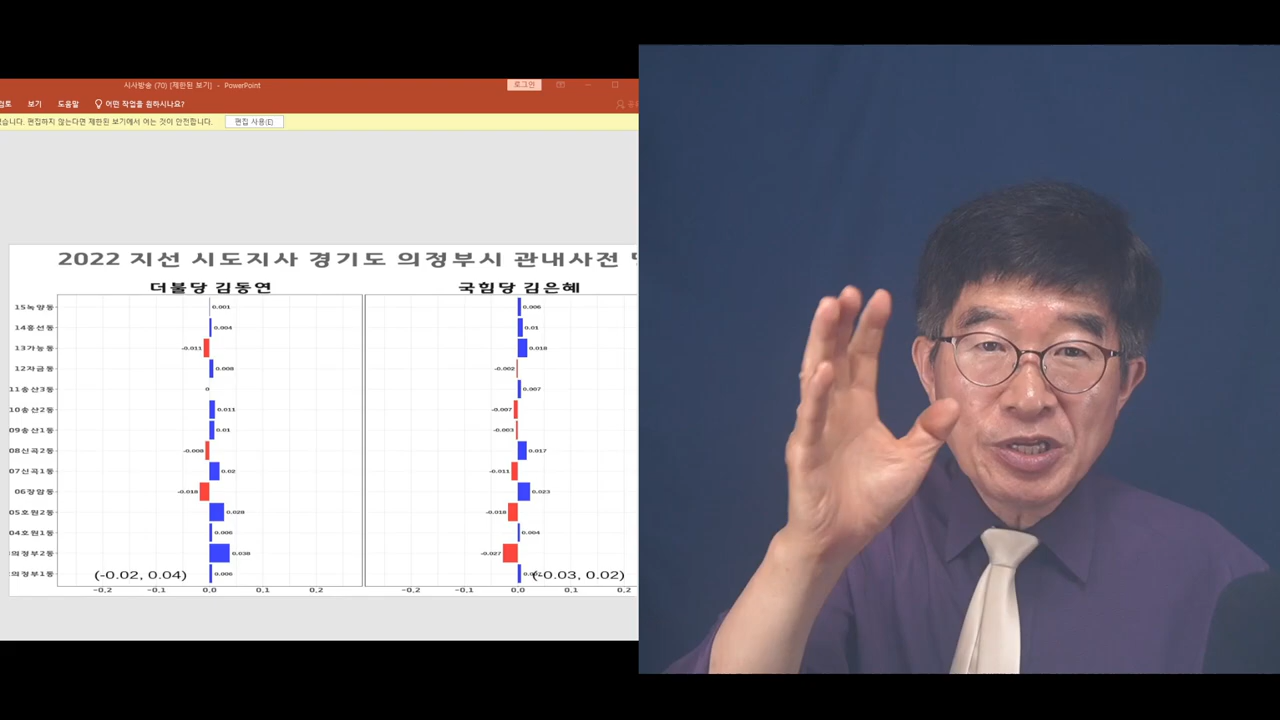 시사방송 (70) [제한된 보기] - PowerPoint
로그인
검토 보기 도움말 어떤 작업을 원하시나요?
있습니다. 편집하지 않는다면 제한된 보기에서 여는 것이 안전합니다. 편집 사용(E)
2022 지선 시도지사 경기도 의정부시 관내사전
더불당 김동연 국힘당 김은혜
15녹양동 0.001 0.006
14흥선동 0.004 0.01
13가능동 -0.011 0.018
12자금동 0.008 -0.002
11송산3동 0 0.007
10송산2동 0.011 -0.007
09송산1동 0.01 -0.003
08신곡2동 -0.008 0.017
07신곡1동 0.02 -0.011
06장암동 -0.018 0.023
05호원2동 0.028 -0.018
04호원1동 0.006 0.004
의정부2동 0.038 -0.027
의정부1동 0.006
(-0.02, 0.04) (-0.03, 0.02)
-0,2 -0,1 0,0 0,1 0,2 -0,2 -0,1 0,0 0,1 0,2